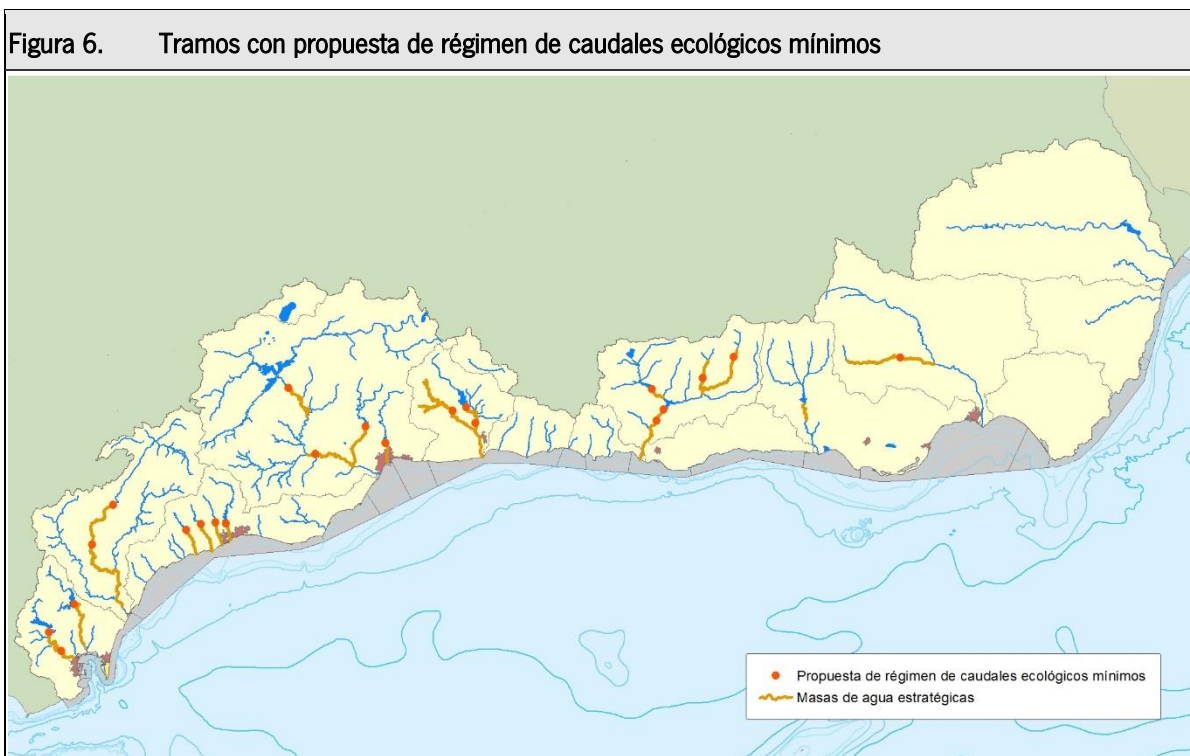 Figura 6. Tramos con propuesta de régimen de caudales ecológicos mínimos
Propuesta de régimen de caudales ecológicos mínimos
Masas de agua estratégicas